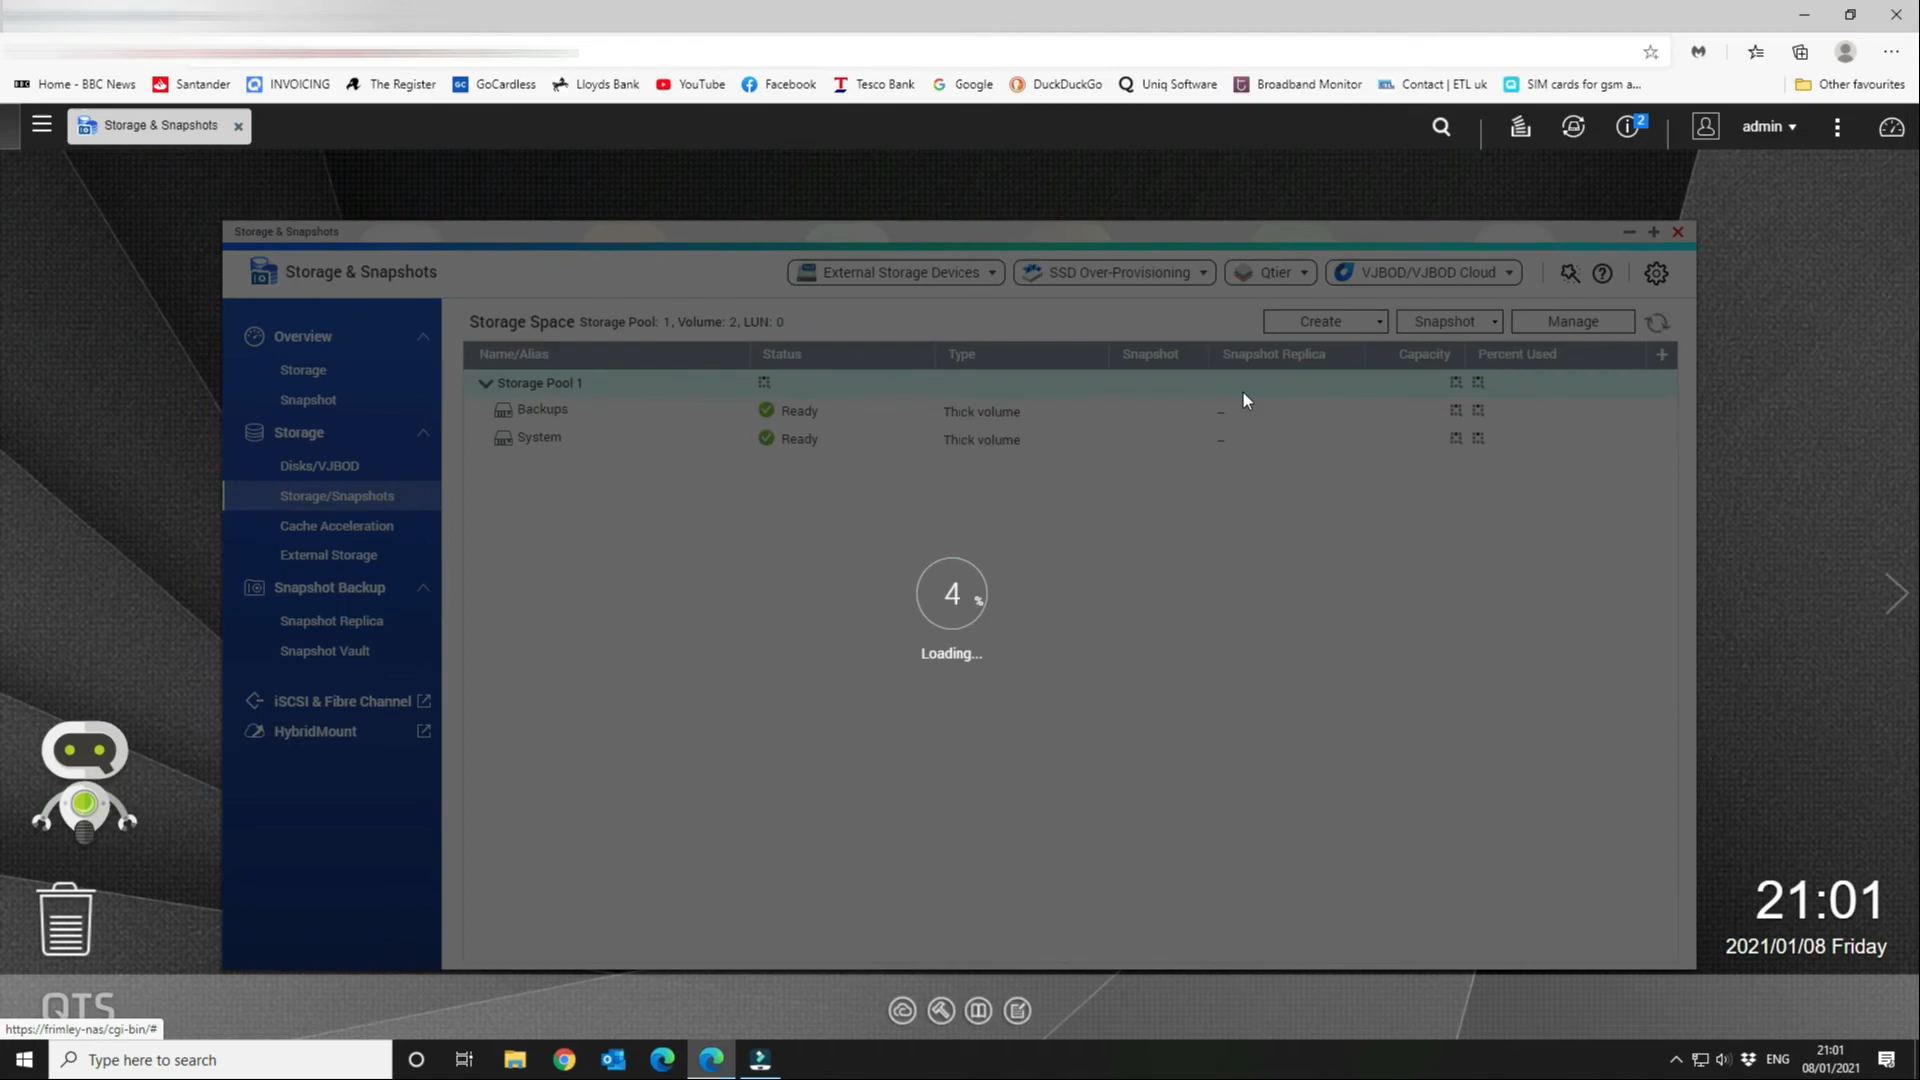 Home - BBC News
Santander
INVOICING
The Register
GC GoCardless
Lloyds Bank
YouTube
Facebook
Tesco Bank
Google
DuckDuckGo
Uniq Software
Broadband Monitor
Contact | ETL uk
SIM cards for gsm a...
Other favourites
Storage & Snapshots
2
admin
Storage & Snapshots
Storage & Snapshots
External Storage Devices
SSD Over-Provisioning
Qtier
VJBOD/VJBOD Cloud
Overview
Storage
Snapshot
Storage
Disks/VJBOD
Storage/Snapshots
Cache Acceleration
External Storage
Snapshot Backup
Snapshot Replica
Snapshot Vault
iSCSI & Fibre Channel
HybridMount
Storage Space Storage Pool: 1, Volume: 2, LUN: 0
Create
Snapshot
Manage
Name/Alias Status Type Snapshot Snapshot Replica Capacity Percent Used
Storage Pool 1
Backups Ready Thick volume --
System Ready Thick volume --
4 %
Loading...
21:01
2021/01/08 Friday
QTS
https://frimley-nas/cgi-bin/#
Type here to search
ENG
21:01
08/01/2021